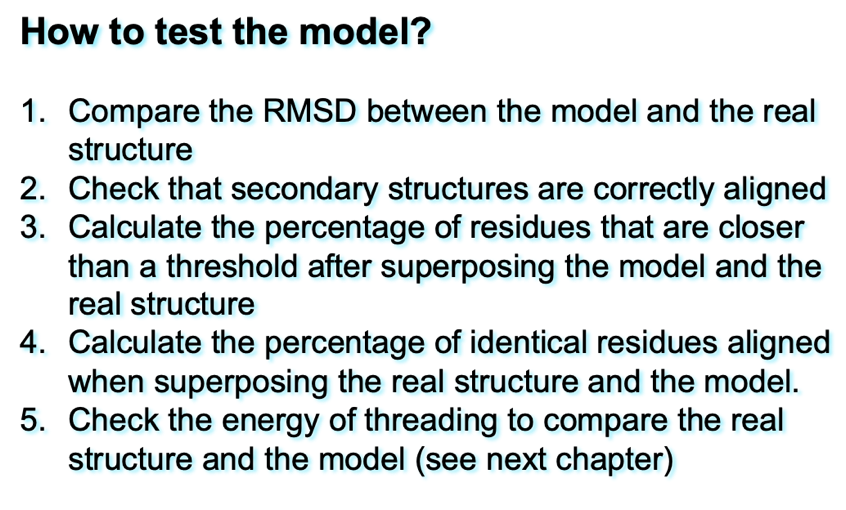 How to test the model?
1. Compare the RMSD between the model and the real
structure
2. Check that secondary structures are correctly aligned
3. Calculate the percentage of residues that are closer
than a threshold after superposing the model and the
real structure
4. Calculate the percentage of identical residues aligned
when superposing the real structure and the model.
5. Check the energy of threading to compare the real
structure and the model (see next chapter)